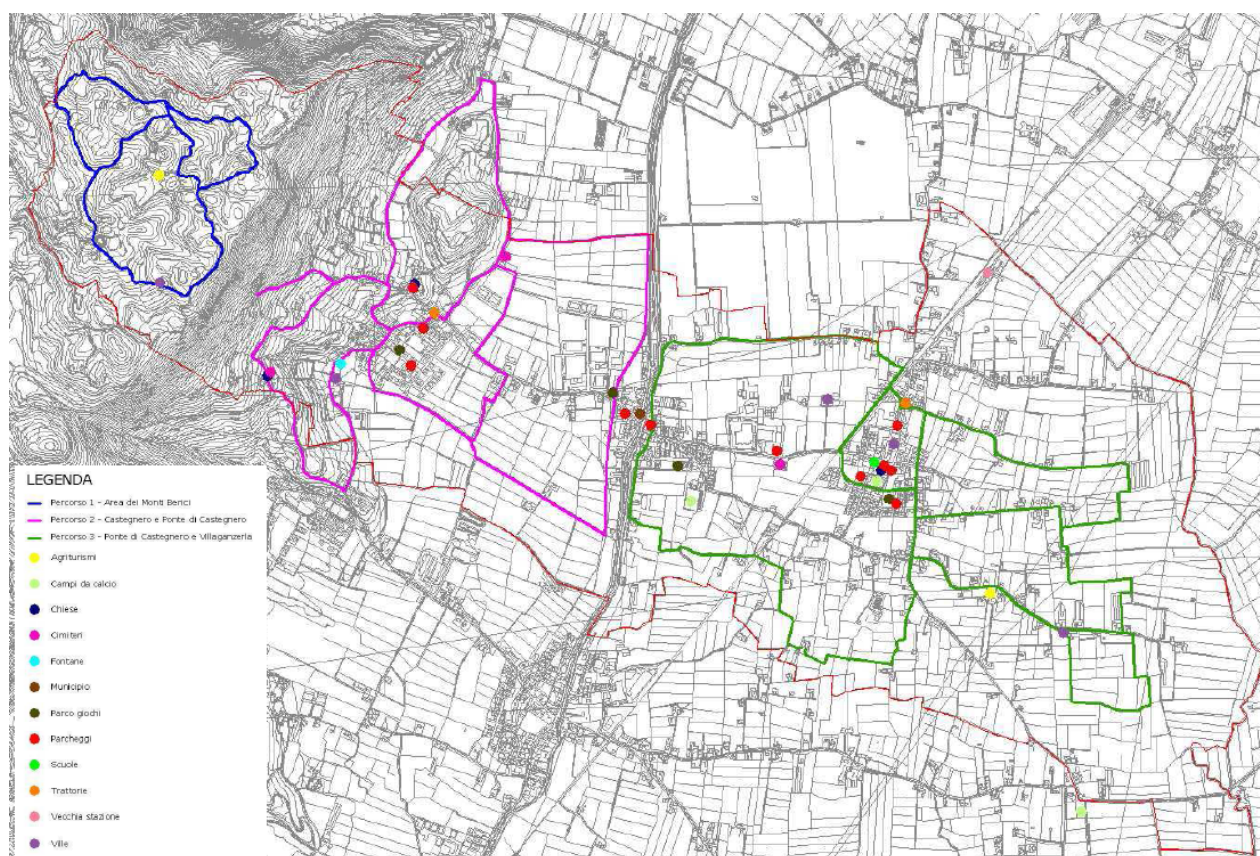 LEGENDA
Percorso 1 - Area dei Monti Berici
Percorso 2 - Castegnero e Ponte di Castegnero
Percorso 3 - Ponte di Castegnero e Villaganzerla
Agriturismi
Campi da calcio
Chiese
Cimiteri
Fontane
Municipio
Parco giochi
Parcheggi
Scuole
Trattorie
Vecchia stazione
Ville